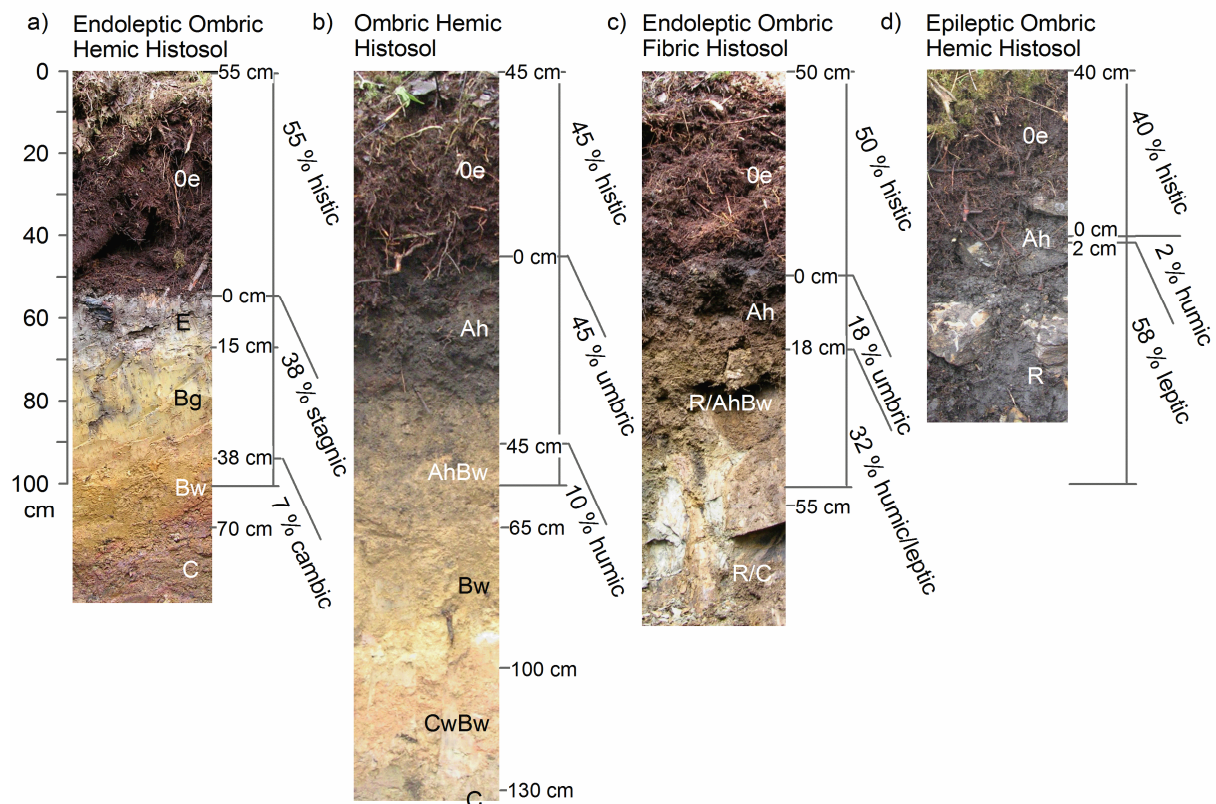 a) Endoleptic Ombric
Hemic Histosol
0
20
40
60
80
100
cm
0e
E
Bg
Bw
C
55 cm
0 cm
15 cm
38 cm
70 cm
55 % histic
38 % stagnic
7 % cambic
b) Ombric Hemic
Histosol
0e
Ah
AhBw
Bw
CwBw
C
45 cm
0 cm
45 cm
65 cm
100 cm
130 cm
45 % histic
45 % umbric
10 % humic
c) Endoleptic Ombric
Fibric Histosol
0e
Ah
R/AhBw
R/C
50 cm
0 cm
18 cm
55 cm
50 % histic
18 % umbric
32 % humic/leptic
d) Epileptic Ombric
Hemic Histosol
0e
Ah
R
40 cm
0 cm
2 cm
40 % histic
2 % humic
58 % leptic